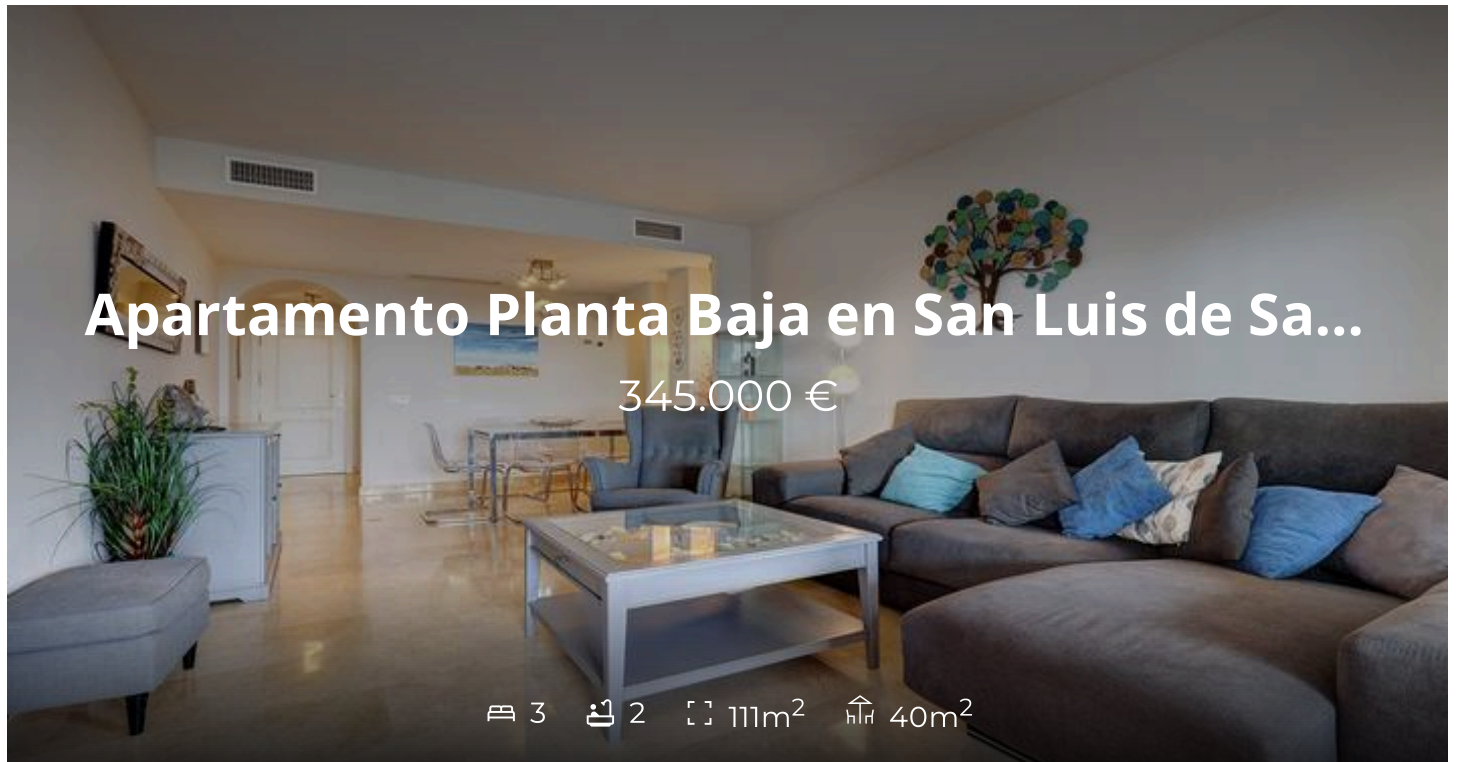 Apartamento Planta Baja en San Luis de Sa...
345.000 €
3 2 111m² 40m²